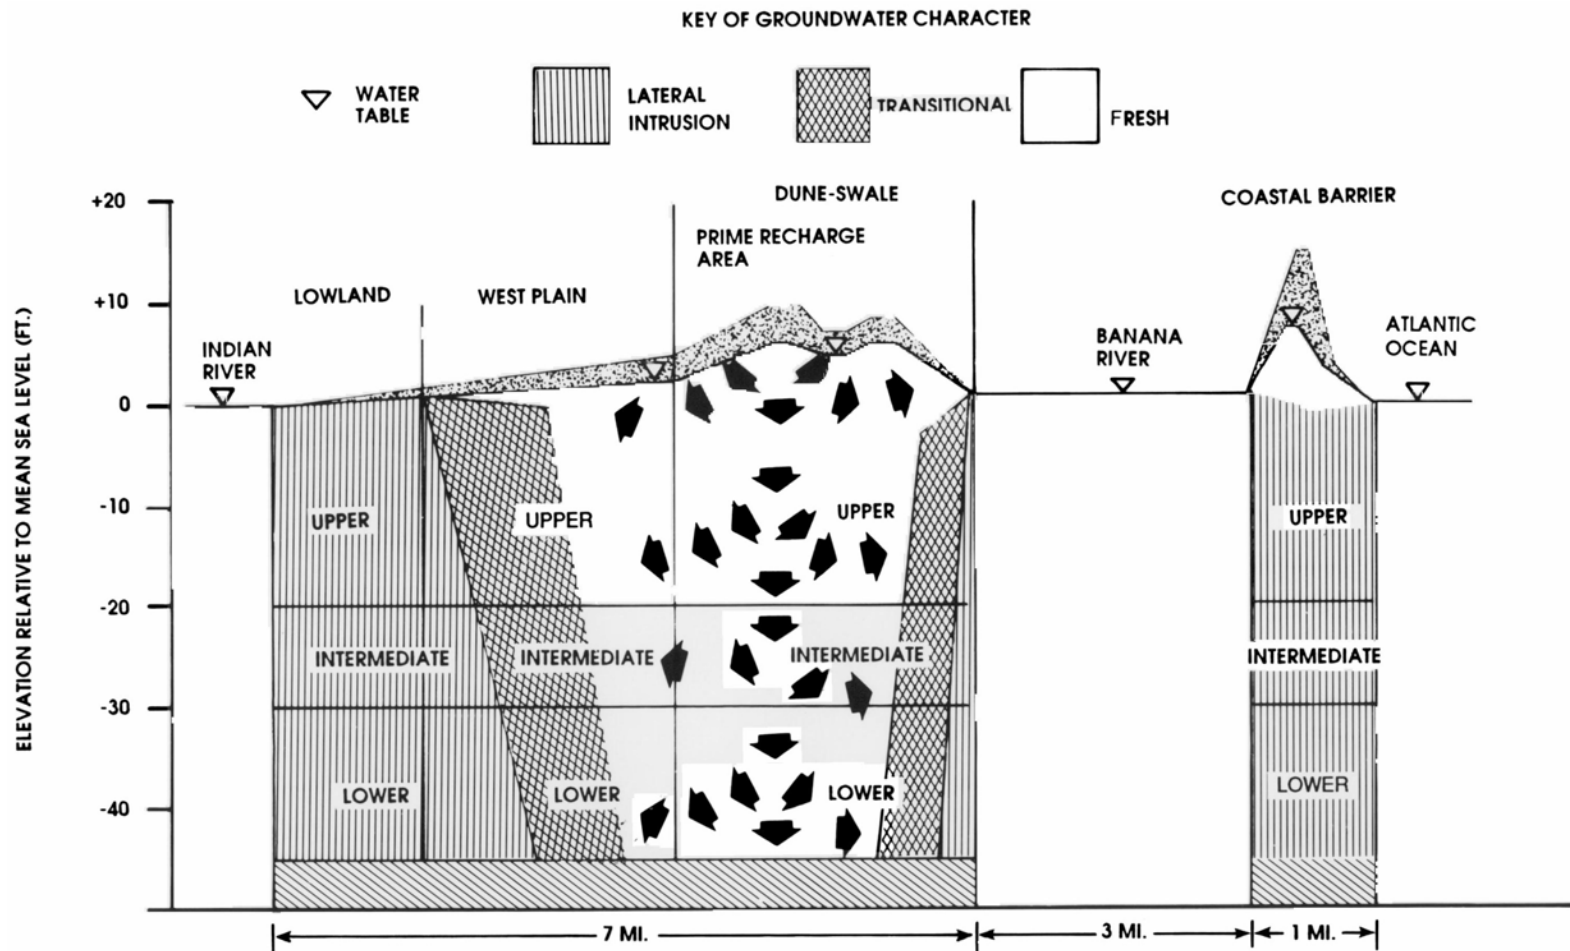 KEY OF GROUNDWATER CHARACTER
WATER
TABLE
LATERAL
INTRUSION
TRANSITIONAL
FRESH
DUNE-SWALE
COASTAL BARRIER
PRIME RECHARGE
AREA
LOWLAND
WEST PLAIN
INDIAN
RIVER
BANANA
RIVER
ATLANTIC
OCEAN
ELEVATION RELATIVE TO MEAN SEA LEVEL (FT.)
+20
+10
0
-10
-20
-30
-40
UPPER
UPPER
UPPER
UPPER
INTERMEDIATE
INTERMEDIATE
INTERMEDIATE
INTERMEDIATE
LOWER
LOWER
LOWER
LOWER
7 MI.
3 MI.
1 MI.